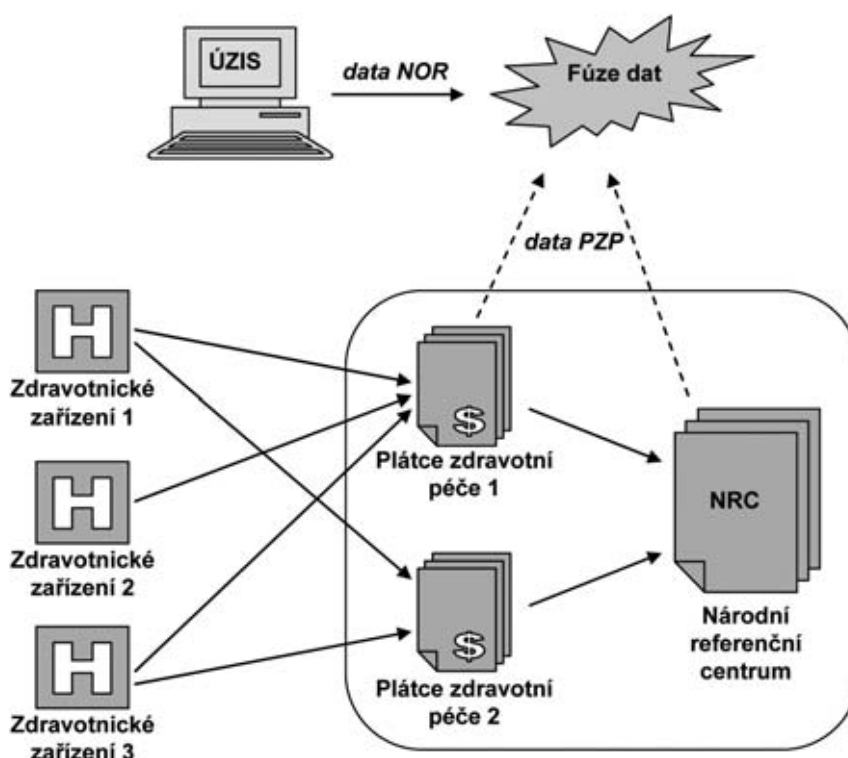 ÚZIS
data NOR
Fúze dat
data PZP
Zdravotnické
zařízení 1
Zdravotnické
zařízení 2
Zdravotnické
zařízení 3
$
Plátce zdravotní
péče 1
$
Plátce zdravotní
péče 2
NRC
Národní
referenční
centrum